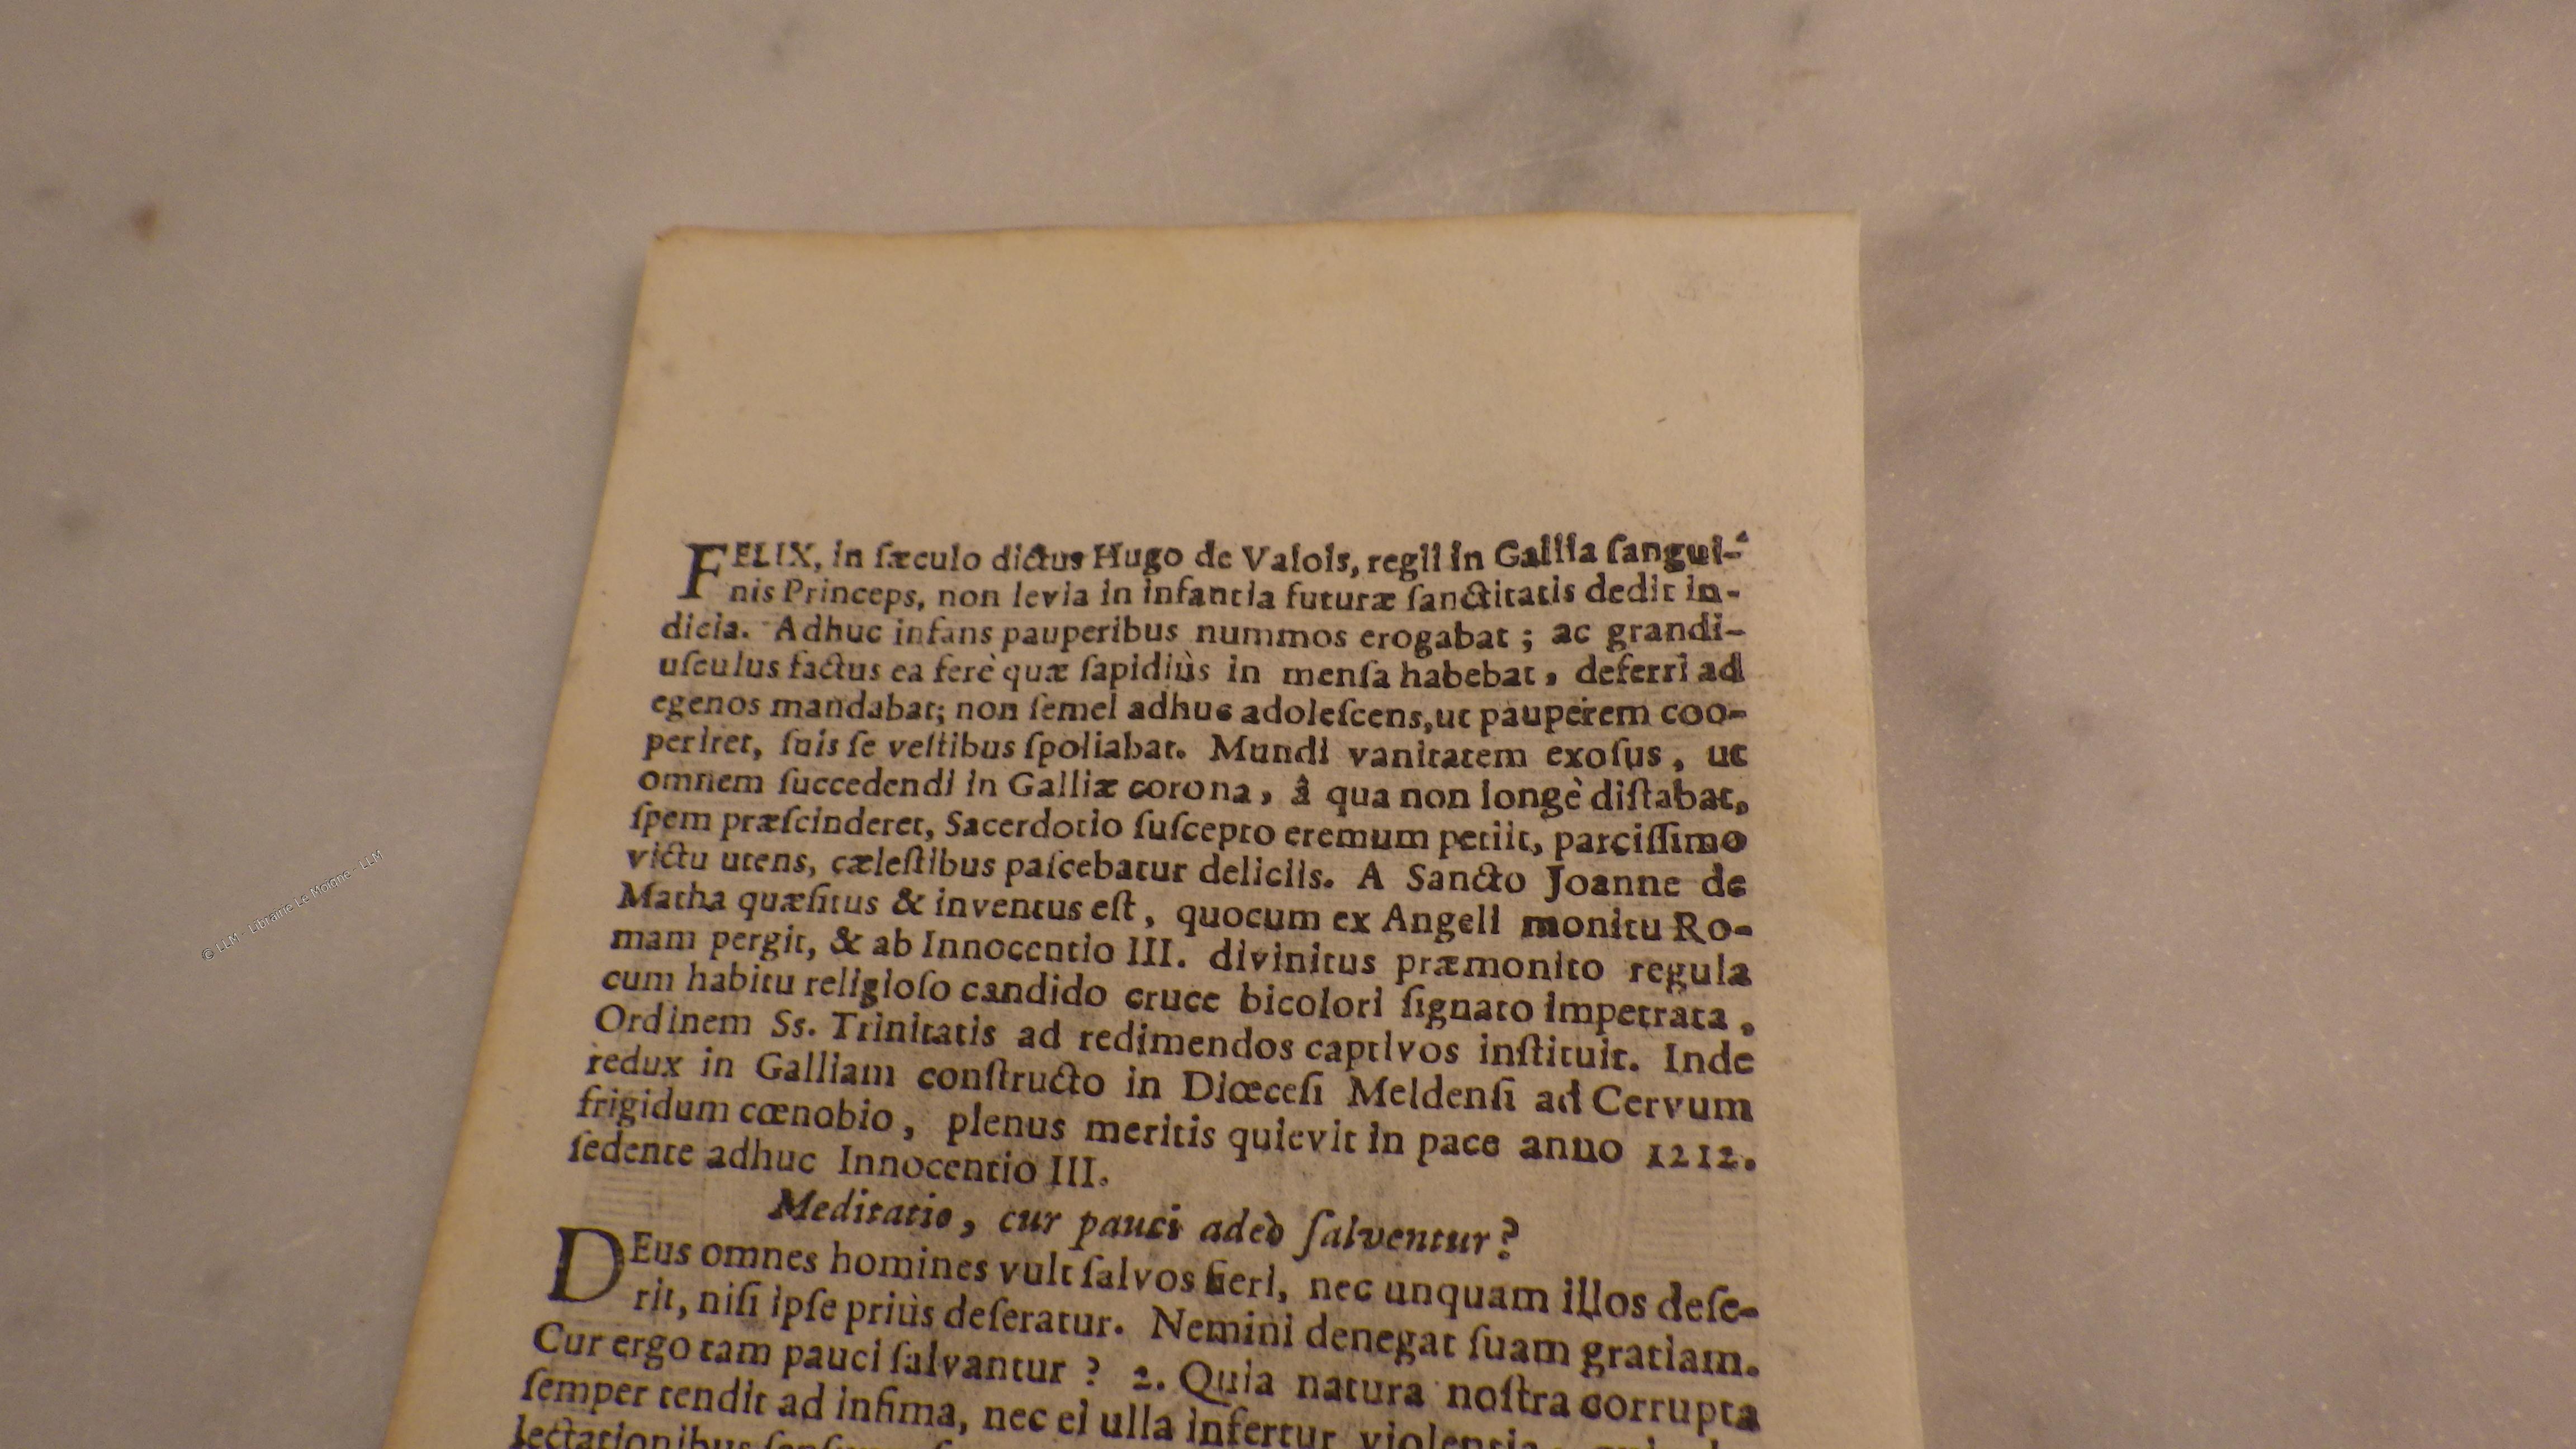 FELIX, in ſæculo dictus Hugo de Valois, regii in Gallia ſangui-
nis Princeps, non levia in infantia futuræ ſanctitatis dedit in-
dicia. Adhuc infans pauperibus nummos erogabat; ac grandi-
uſculus factus ea ferè quæ ſapidiùs in menſa habebat, deferri ad
egenos mandabat; non ſemel adhuc adoleſcens, ut pauperem coo-
periret, ſuis ſe veſtibus ſpoliabat. Mundi vanitatem exoſus, ut
omnem ſuccedendi in Galliæ corona, â qua non longè diſtabat,
ſpem præſcinderet, Sacerdotio ſuſcepto eremum petiit, parciſſimo
victu utens, cæleſtibus paſcebatur deliciis. A Sancto Joanne de
Matha quæſitus & inventus eſt, quocum ex Angeli monitu Ro-
mam pergit, & ab Innocentio III. divinitus præmonito regula
cum habitu religioſo candido cruce bicolori ſignato impetrata,
Ordinem Ss. Trinitatis ad redimendos captivos inſtituit. Inde
redux in Galliam conſtructo in Diœceſi Meldenſi ad Cervum
frigidum cœnobio, plenus meritis quievit in pace anno 1212.
ſedente adhuc Innocentio III.
Meditatio, cur pauci adeò ſalventur?
DEus omnes homines vult ſalvos fieri, nec unquam illos deſe-
rit, niſi ipſe priùs deſeratur. Nemini denegat ſuam gratiam.
Cur ergo tam pauci ſalvantur? 2. Quia natura noſtra corrupta
ſemper tendit ad infima, nec ei ulla infertur violentia,
lectationibus
© LLM - Librairie Le Moigne - LLM